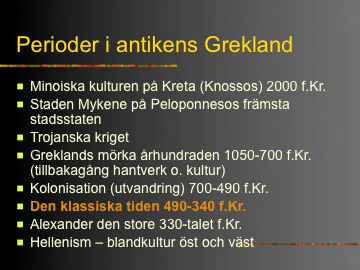 Perioder i antikens Grekland
Minoiska kulturen på Kreta (Knossos) 2000 f.Kr.
Staden Mykene på Peloponnesos främsta
stadsstaten
Trojanska kriget
Greklands mörka århundraden 1050-700 f.Kr.
(tillbakagång hantverk o. kultur)
Kolonisation (utvandring) 700-490 f.Kr.
Den klassiska tiden 490-340 f.Kr.
Alexander den store 330-talet f.Kr.
Hellenism – blandkultur öst och väst